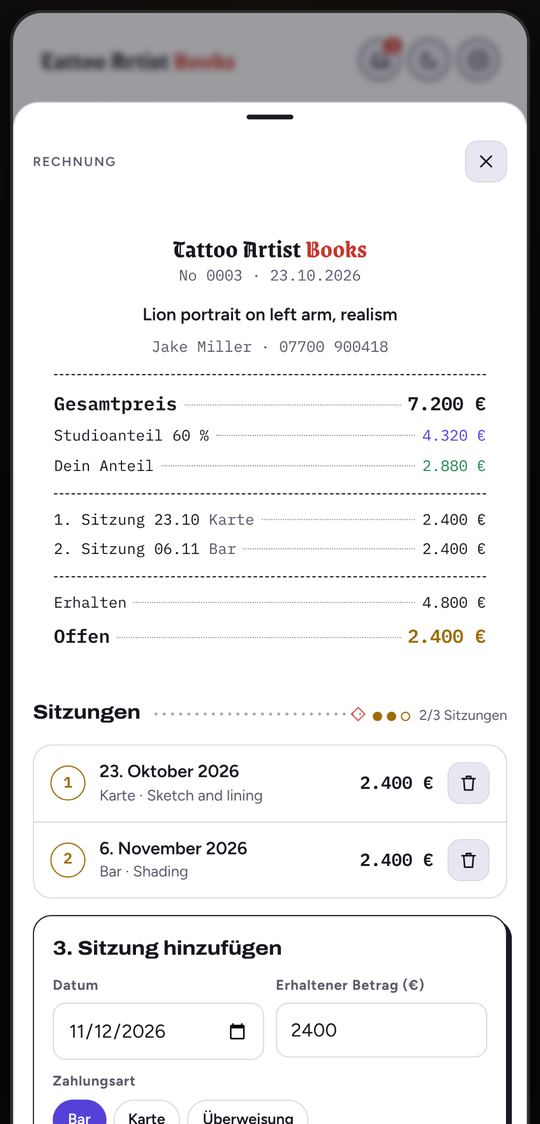 Tattoo Artist Books
RECHNUNG
Tattoo Artist Books
No 0003 · 23.10.2026
Lion portrait on left arm, realism
Jake Miller · 07700 900418
Gesamtpreis 7.200 €
Studioanteil 60 % 4.320 €
Dein Anteil 2.880 €
1. Sitzung 23.10 Karte 2.400 €
2. Sitzung 06.11 Bar 2.400 €
Erhalten 4.800 €
Offen 2.400 €
Sitzungen 2/3 Sitzungen
1 23. Oktober 2026 2.400 €
Karte · Sketch and lining
2 6. November 2026 2.400 €
Bar · Shading
3. Sitzung hinzufügen
Datum Erhaltener Betrag (€)
11/12/2026 2400
Zahlungsart
Bar Karte Überweisung